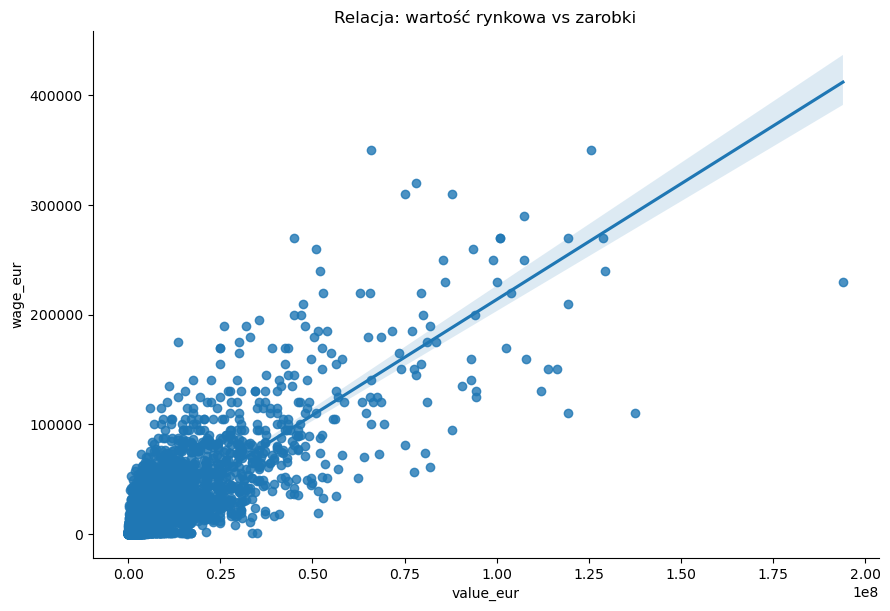 Relacja: wartość rynkowa vs zarobki
400000
300000
200000
100000
0
wage_eur
0.00 0.25 0.50 0.75 1.00 1.25 1.50 1.75 2.00
1e8
value_eur